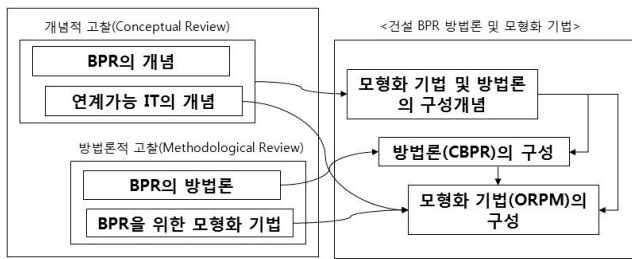 개념적 고찰(Conceptual Review)
BPR의 개념
연계가능 IT의 개념
방법론적 고찰(Methodological Review)
BPR의 방법론
BPR을 위한 모형화 기법
<건설 BPR 방법론 및 모형화 기법>
모형화 기법 및 방법론
의 구성개념
방법론(CBPR)의 구성
모형화 기법(ORPM)의
구성